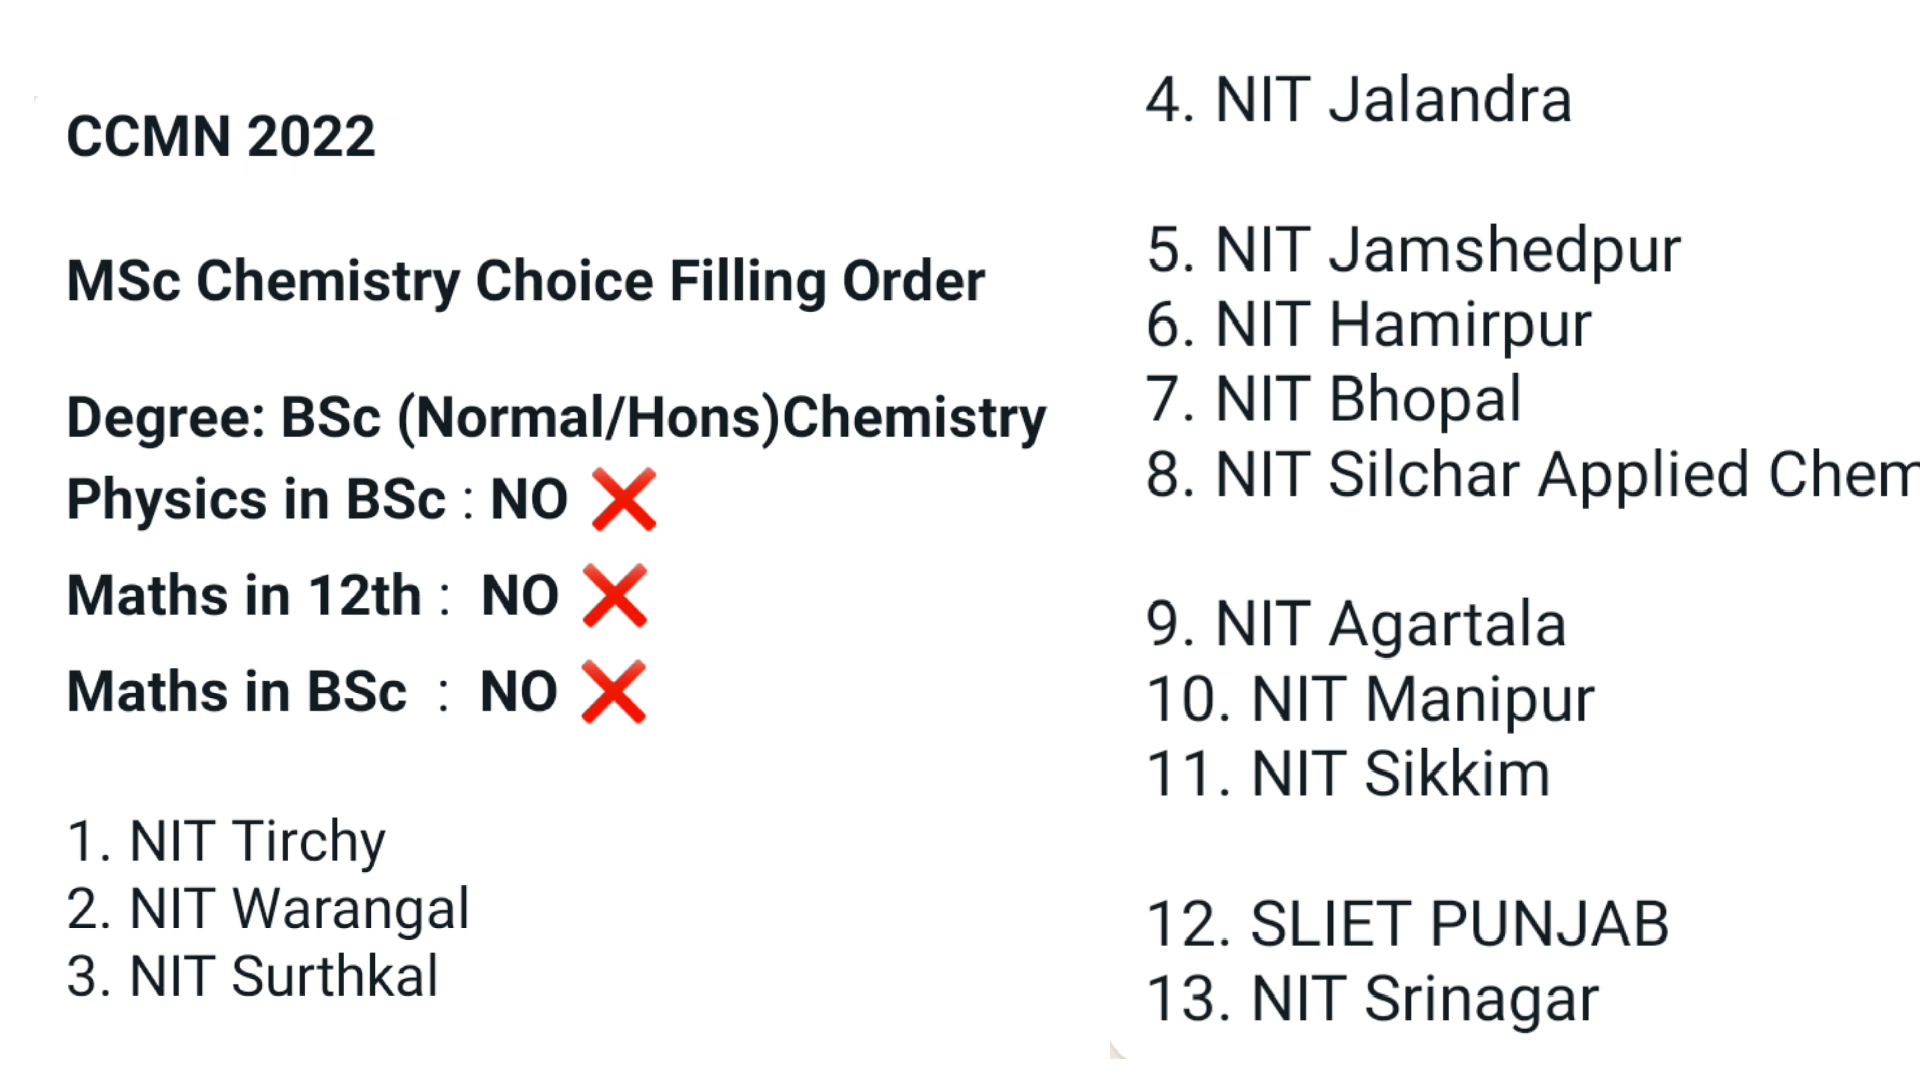 CCMN 2022
MSc Chemistry Choice Filling Order
Degree: BSc (Normal/Hons)Chemistry
Physics in BSc : NO ❌
Maths in 12th : NO ❌
Maths in BSc : NO ❌
1. NIT Tirchy
2. NIT Warangal
3. NIT Surthkal
4. NIT Jalandra
5. NIT Jamshedpur
6. NIT Hamirpur
7. NIT Bhopal
8. NIT Silchar Applied Chem
9. NIT Agartala
10. NIT Manipur
11. NIT Sikkim
12. SLIET PUNJAB
13. NIT Srinagar